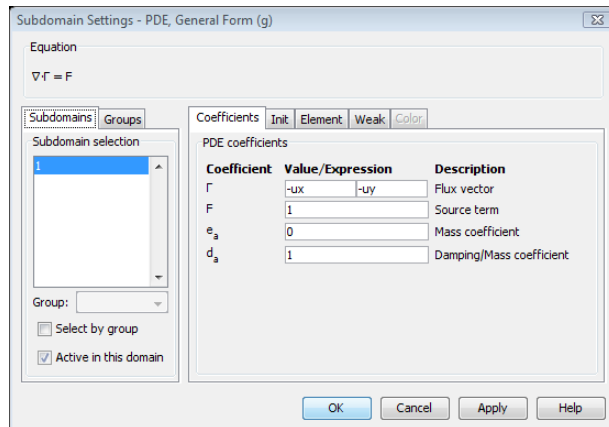 Subdomain Settings - PDE, General Form (g)
Equation
∇·Γ = F
Subdomains Groups
Subdomain selection
1
Group:
Select by group
Active in this domain
Coefficients Init Element Weak Color
PDE coefficients
Coefficient Value/Expression Description
Γ -ux -uy Flux vector
F 1 Source term
eₐ 0 Mass coefficient
dₐ 1 Damping/Mass coefficient
OK Cancel Apply Help